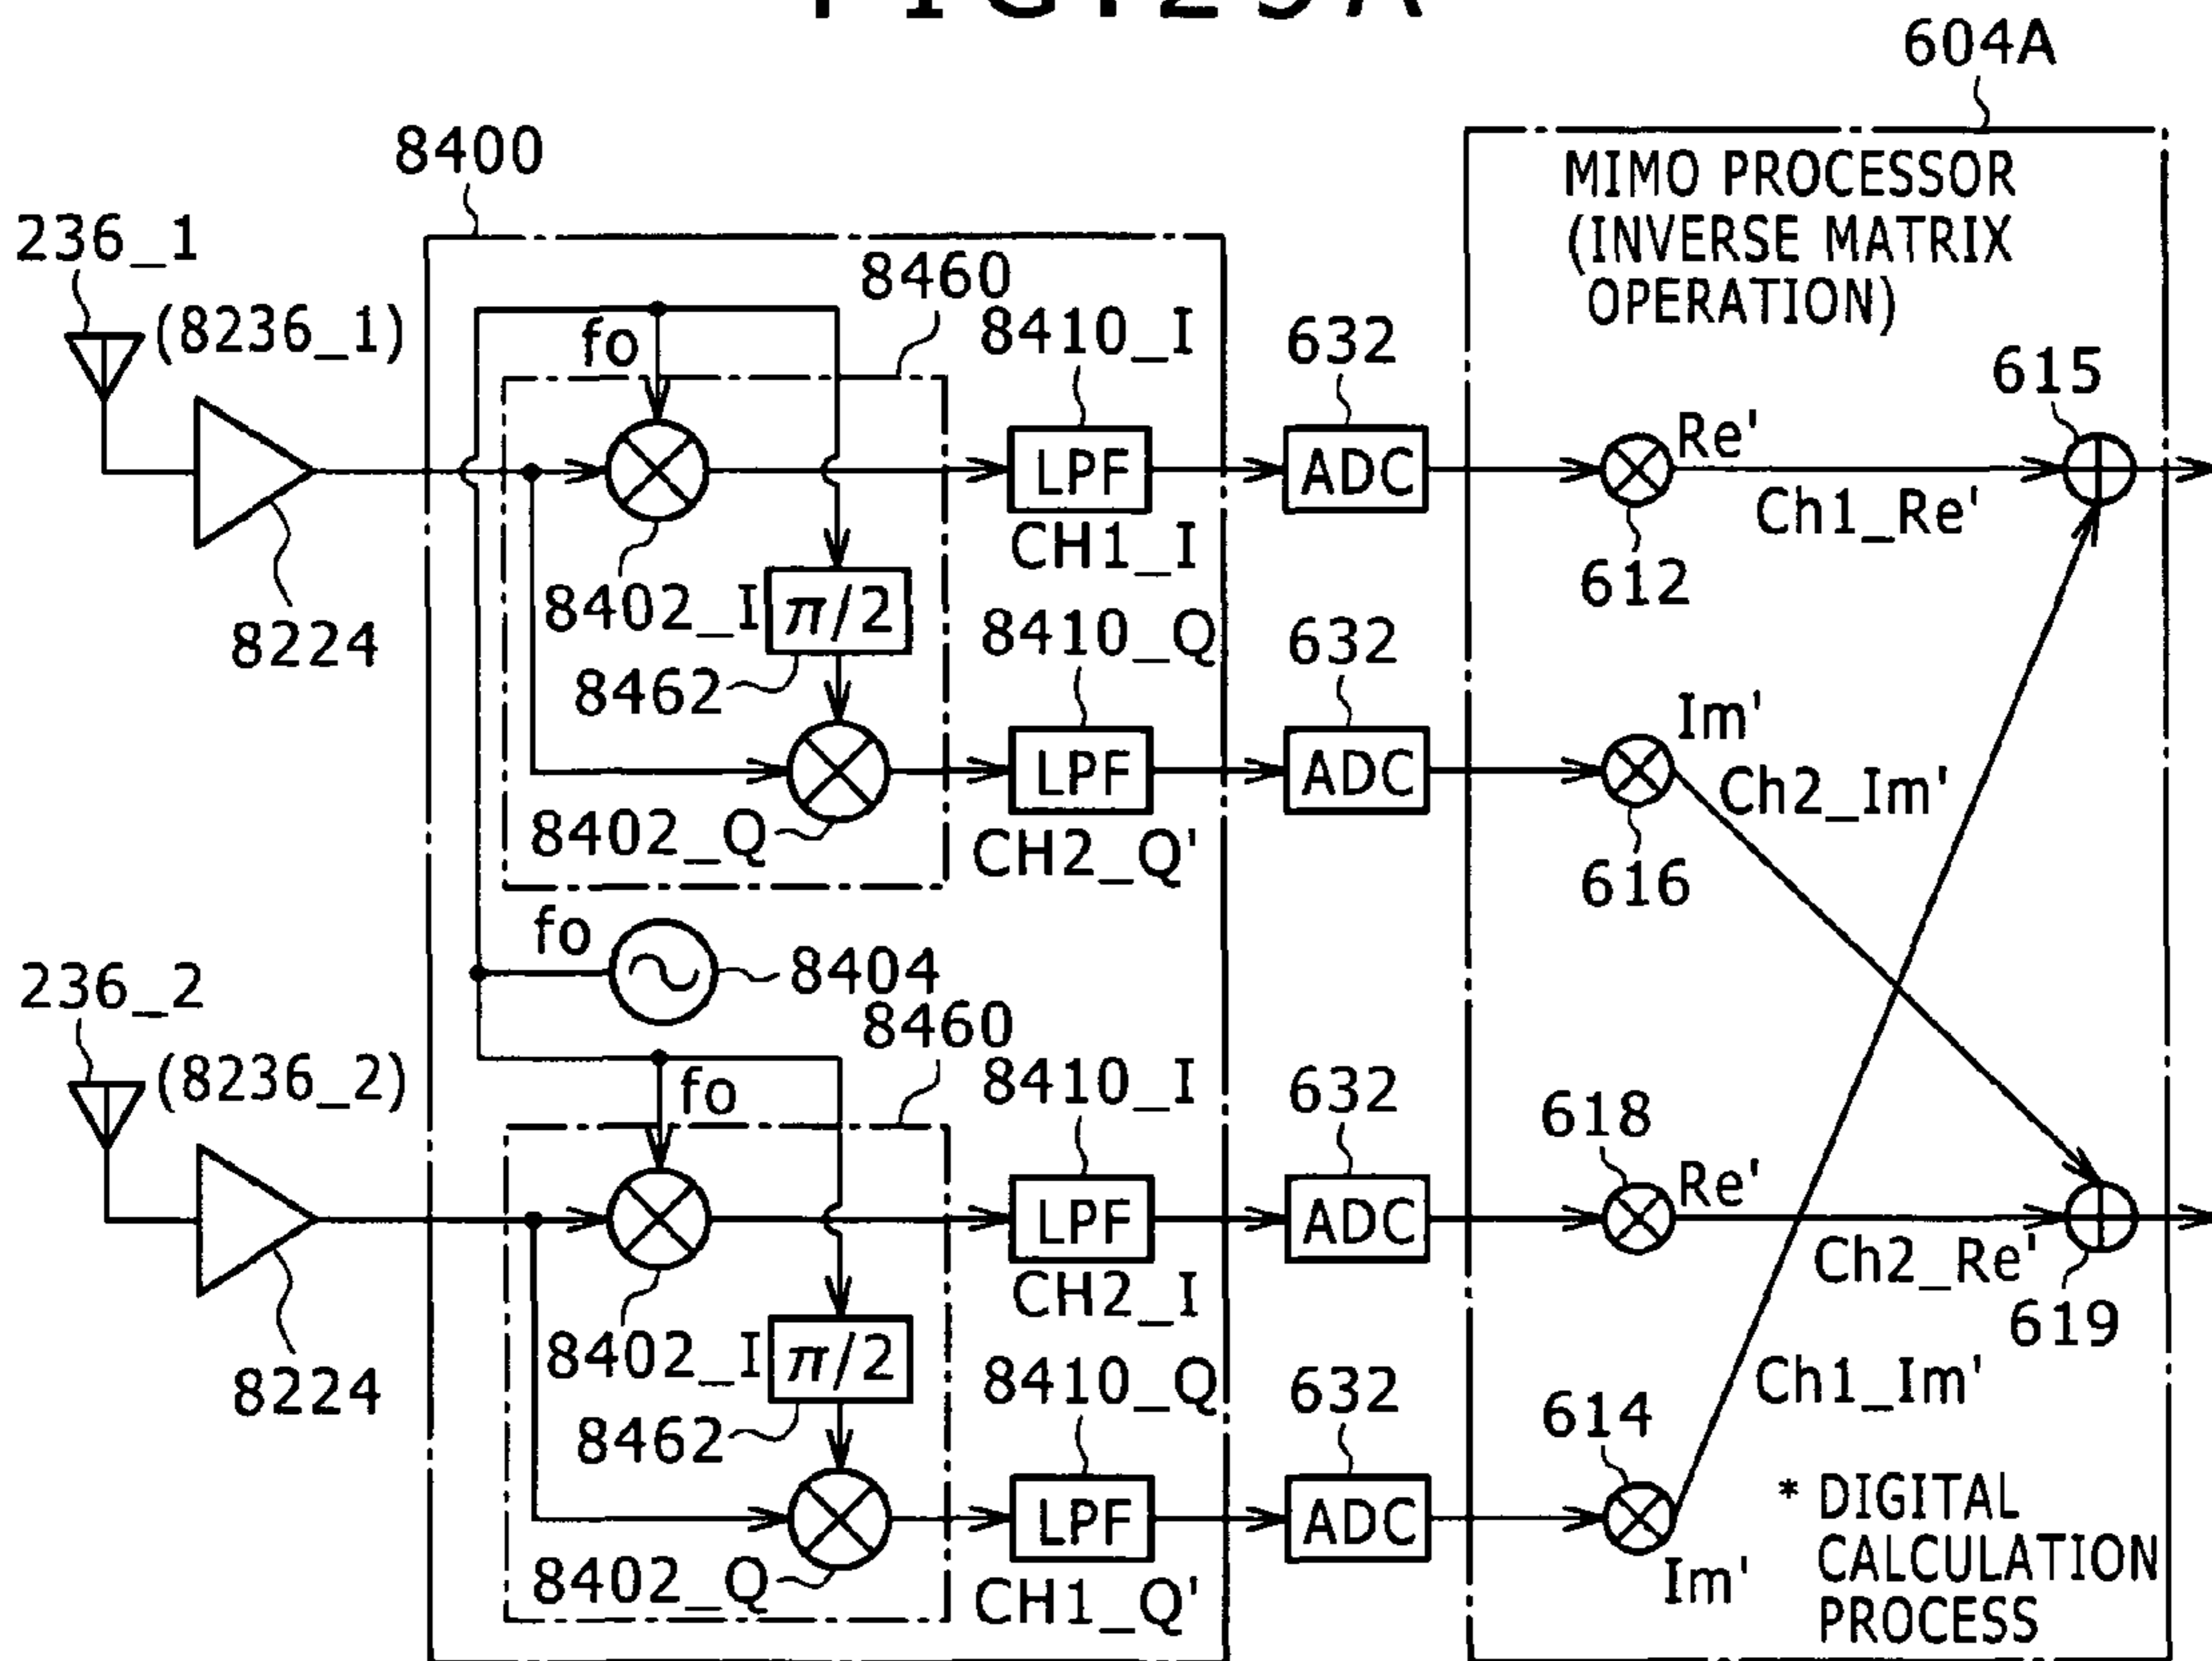 FIG.25A
604A
8400
MIMO PROCESSOR
(INVERSE MATRIX
OPERATION)
236_1
(8236_1)
8460
fo
8410_I
632
615
LPF
ADC
Re'
Ch1_Re'
CH1_I
612
8224
8402_I
π/2
8410_Q
632
8462
Im'
LPF
ADC
Ch2_Im'
8402_Q
CH2_Q'
616
fo
8404
236_2
8460
(8236_2)
fo
8410_I
632
618
LPF
ADC
Re'
Ch2_Re'
CH2_I
619
8224
8402_I
π/2
8410_Q
632
Ch1_Im'
614
8462
LPF
ADC
* DIGITAL
CALCULATION
PROCESS
8402_Q
CH1_Q'
Im'